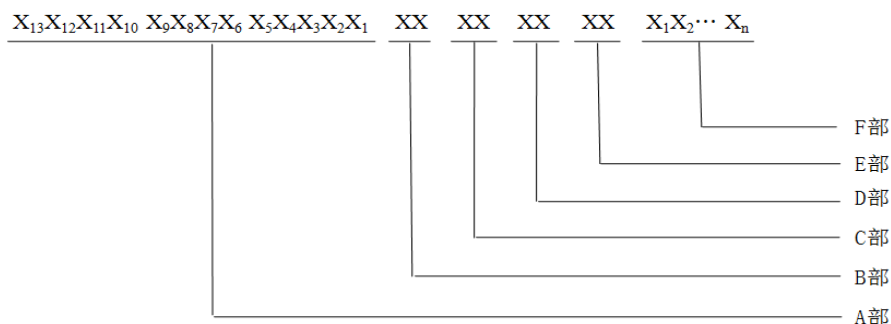 X₁₃X₁₂X₁₁X₁₀ X₉X₈X₇X₆ X₅X₄X₃X₂X₁ XX XX XX XX X₁X₂⋯ Xₙ
F部
E部
D部
C部
B部
A部